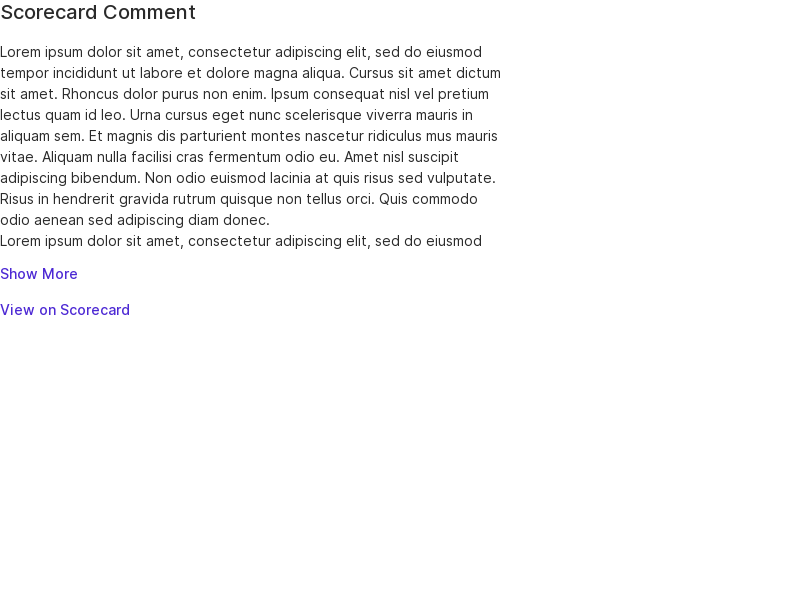 Scorecard Comment
Lorem ipsum dolor sit amet, consectetur adipiscing elit, sed do eiusmod
tempor incididunt ut labore et dolore magna aliqua. Cursus sit amet dictum
sit amet. Rhoncus dolor purus non enim. Ipsum consequat nisl vel pretium
lectus quam id leo. Urna cursus eget nunc scelerisque viverra mauris in
aliquam sem. Et magnis dis parturient montes nascetur ridiculus mus mauris
vitae. Aliquam nulla facilisi cras fermentum odio eu. Amet nisl suscipit
adipiscing bibendum. Non odio euismod lacinia at quis risus sed vulputate.
Risus in hendrerit gravida rutrum quisque non tellus orci. Quis commodo
odio aenean sed adipiscing diam donec.
Lorem ipsum dolor sit amet, consectetur adipiscing elit, sed do eiusmod
Show More
View on Scorecard